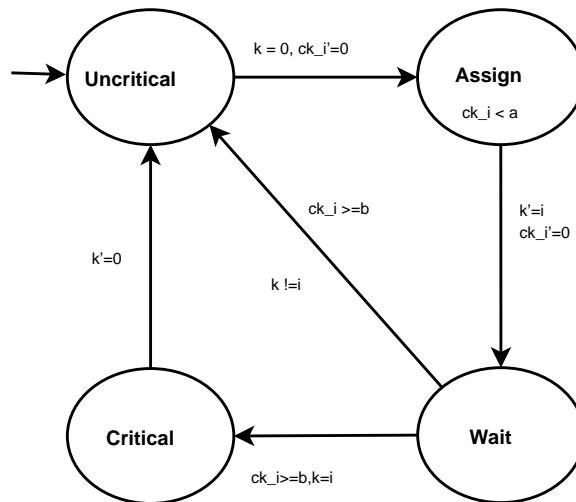 k = 0, ck_i'=0
Uncritical
Assign
ck_i < a
ck_i >=b
k'=i
ck_i'=0
k'=0
k !=i
Critical
Wait
ck_i>=b,k=i